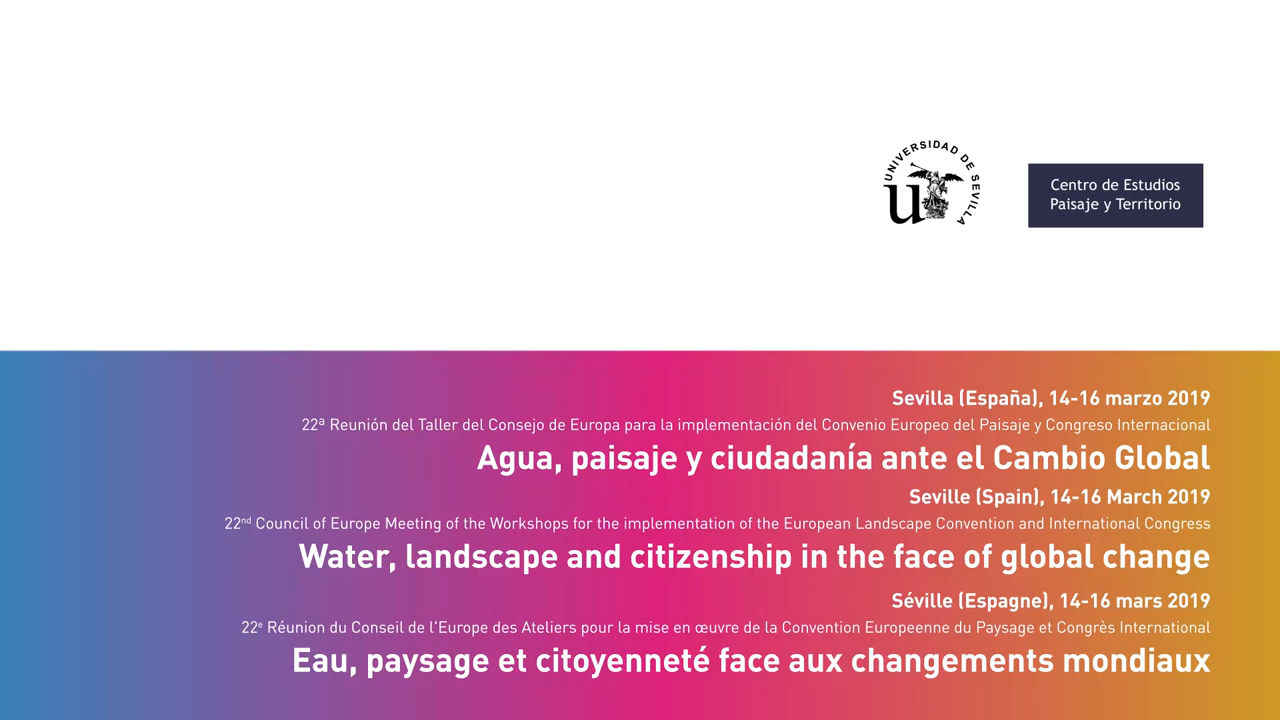 UNIVERSIDAD DE SEVILLA
u
Centro de Estudios
Paisaje y Territorio
Sevilla (España), 14-16 marzo 2019
22ª Reunión del Taller del Consejo de Europa para la implementación del Convenio Europeo del Paisaje y Congreso Internacional
Agua, paisaje y ciudadanía ante el Cambio Global
Seville (Spain), 14-16 March 2019
22nd Council of Europe Meeting of the Workshops for the implementation of the European Landscape Convention and International Congress
Water, landscape and citizenship in the face of global change
Séville (Espagne), 14-16 mars 2019
22e Réunion du Conseil de l'Europe des Ateliers pour la mise en œuvre de la Convention Europeenne du Paysage et Congrès International
Eau, paysage et citoyenneté face aux changements mondiaux